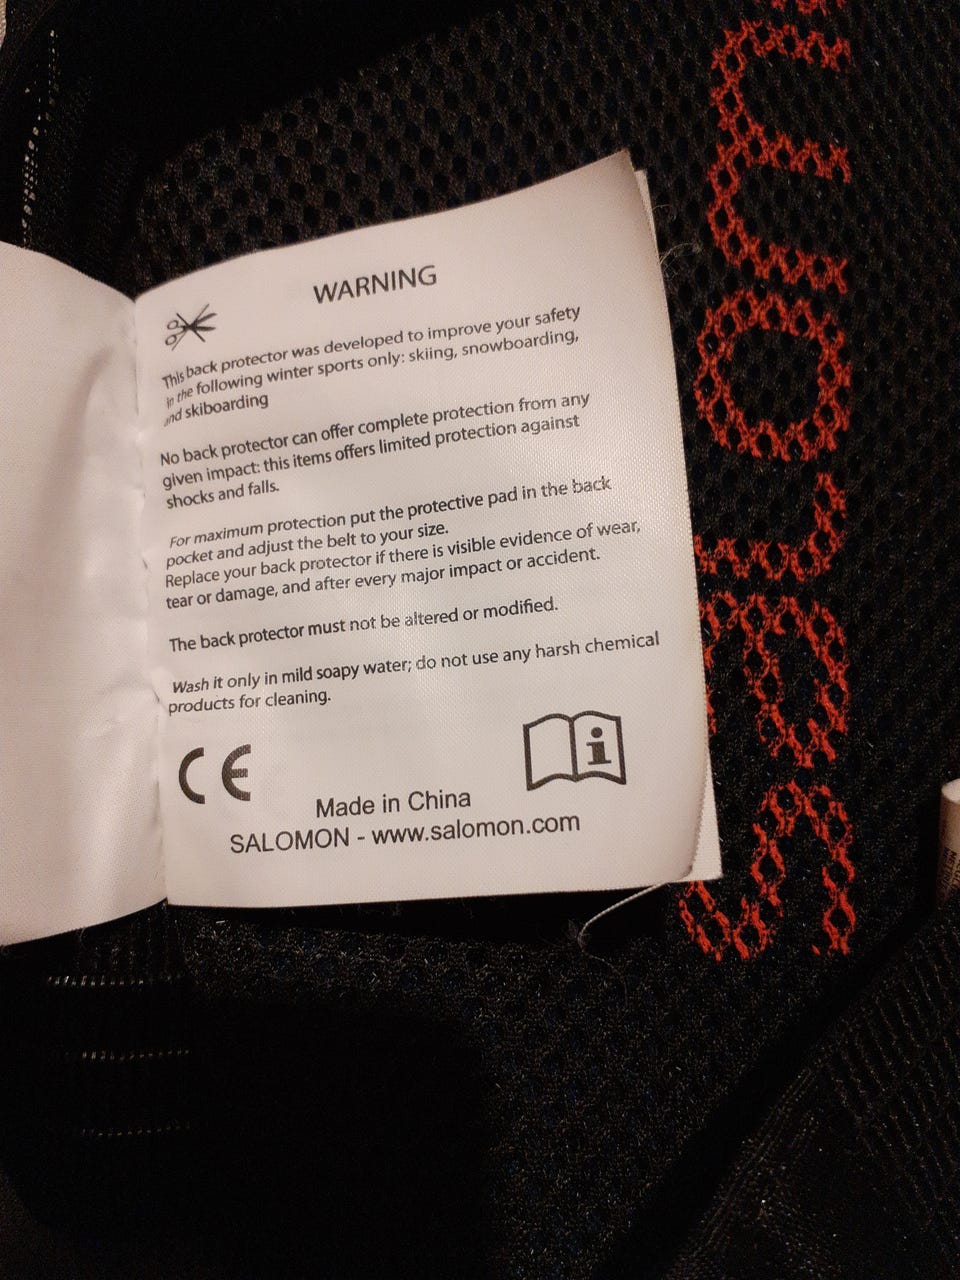 WARNING
This back protector was developed to improve your safety
in the following winter sports only: skiing, snowboarding,
and skiboarding
No back protector can offer complete protection from any
given impact: this items offers limited protection against
shocks and falls.
For maximum protection put the protective pad in the back
pocket and adjust the belt to your size.
Replace your back protector if there is visible evidence of wear,
tear or damage, and after every major impact or accident.
The back protector must not be altered or modified.
Wash it only in mild soapy water; do not use any harsh chemical
products for cleaning.
CE
i
Made in China
SALOMON - www.salomon.com
salom